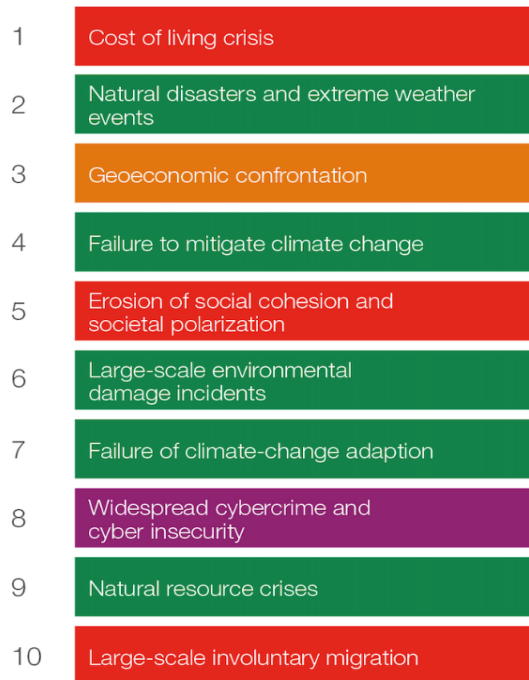 1
Cost of living crisis
2
Natural disasters and extreme weather
events
3
Geoeconomic confrontation
4
Failure to mitigate climate change
5
Erosion of social cohesion and
societal polarization
6
Large-scale environmental
damage incidents
7
Failure of climate-change adaption
8
Widespread cybercrime and
cyber insecurity
9
Natural resource crises
10
Large-scale involuntary migration